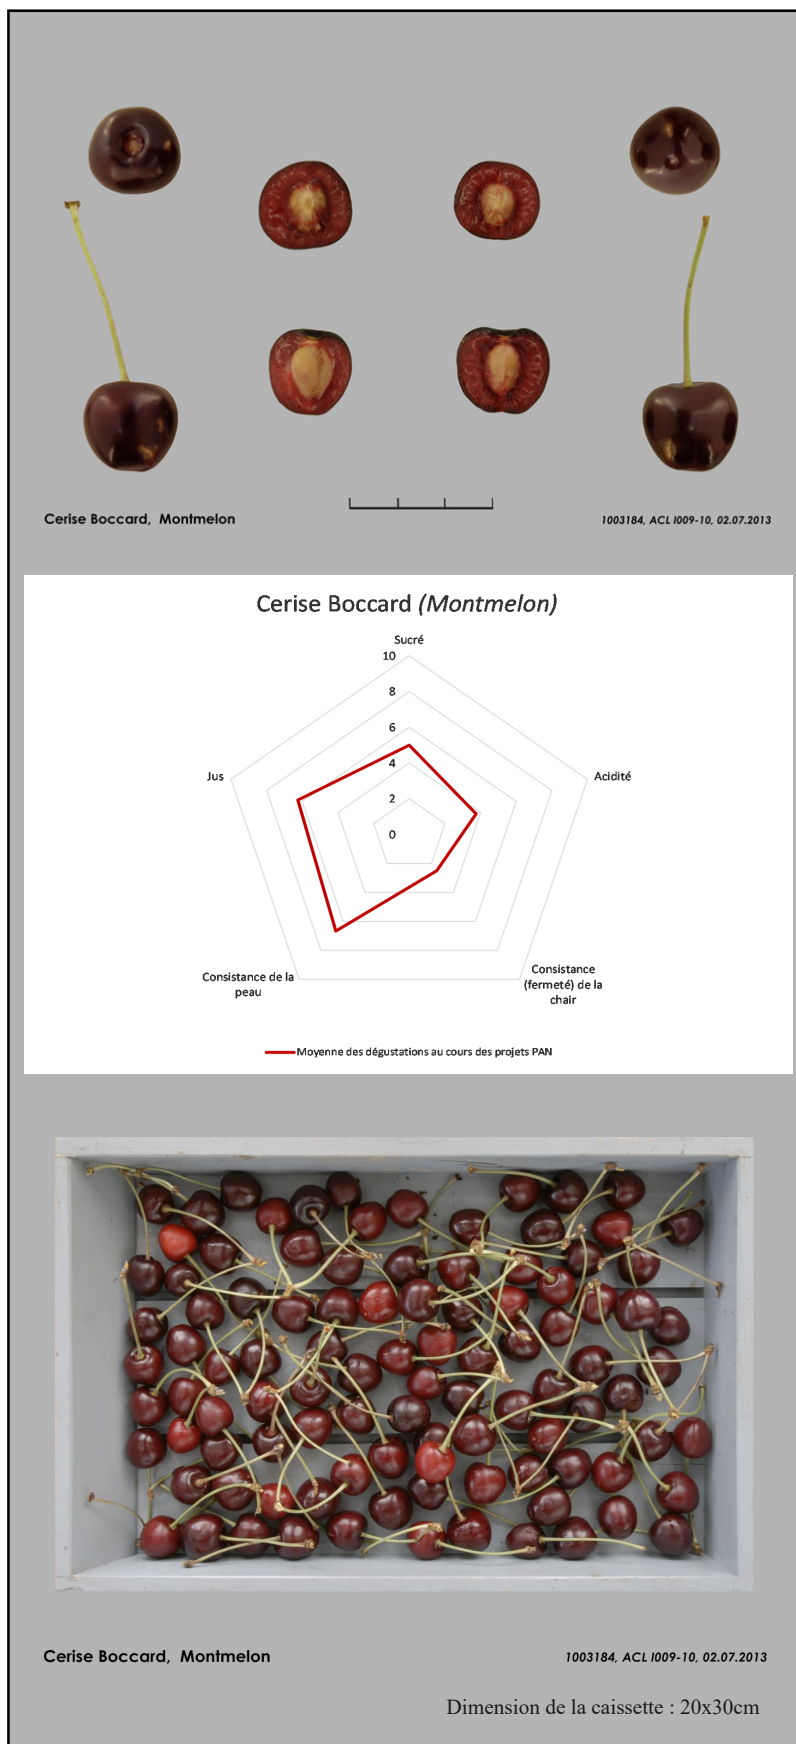 Cerise Boccard, Montmelon
1003184, ACL I009-10, 02.07.2013
Cerise Boccard (Montmelon)
Sucré
10
8
6
4
2
0
Jus
Acidité
Consistance de la
peau
Consistance
(fermeté) de la
chair
Moyenne des dégustations au cours des projets PAN
Cerise Boccard, Montmelon
1003184, ACL I009-10, 02.07.2013
Dimension de la caissette : 20x30cm